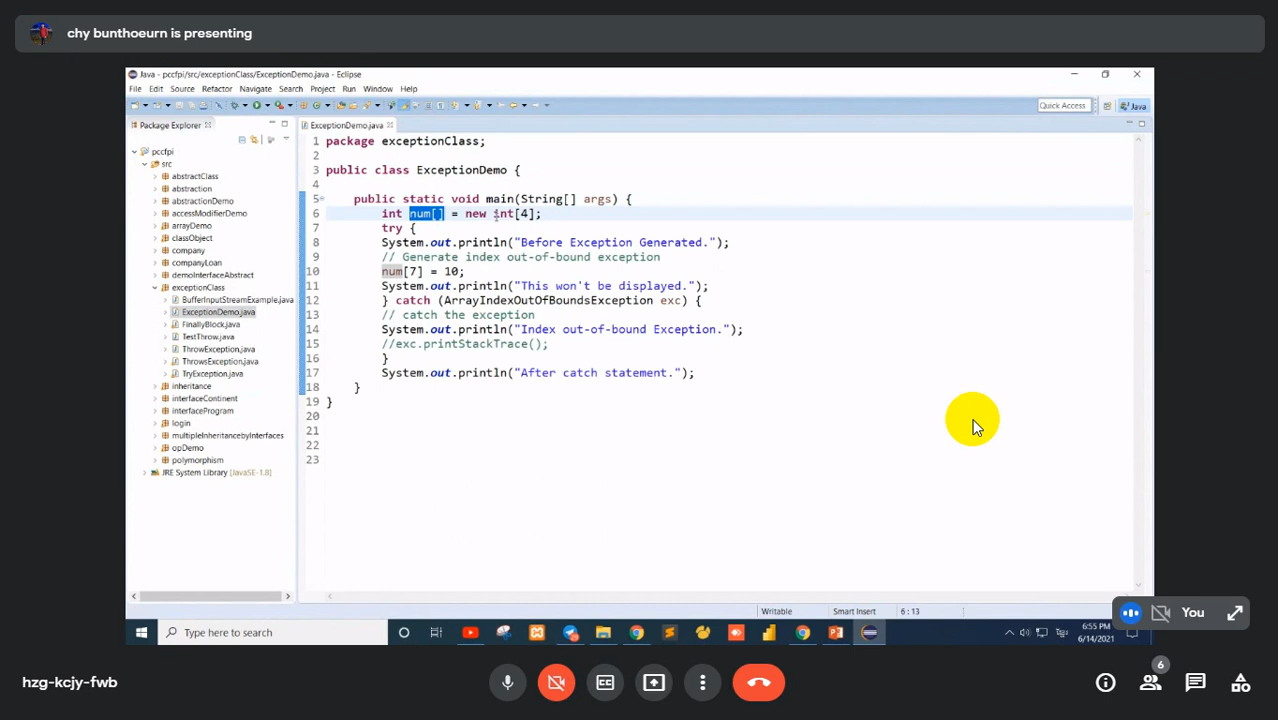 chy bunthoeurn is presenting
Java - pccfpi/src/exceptionClass/ExceptionDemo.java - Eclipse
File Edit Source Refactor Navigate Search Project Run Window Help
Quick Access
Java
Package Explorer
ExceptionDemo.java
pccfpi
src
abstractClass
abstraction
abstractionDemo
accessModifierDemo
arrayDemo
classObject
company
companyLoan
demoInterfaceAbstract
exceptionClass
BufferInputStreamExample.java
ExceptionDemo.java
FinallyBlock.java
TestThrow.java
ThrowException.java
ThrowsException.java
TryException.java
inheritance
interfaceContinent
interfaceProgram
login
multipleInheritancebyInterfaces
opDemo
polymorphism
JRE System Library [JavaSE-1.8]
1 package exceptionClass;
2
3 public class ExceptionDemo {
4
5 public static void main(String[] args) {
6 int num[] = new int[4];
7 try {
8 System.out.println("Before Exception Generated.");
9 // Generate index out-of-bound exception
10 num[7] = 10;
11 System.out.println("This won't be displayed.");
12 } catch (ArrayIndexOutOfBoundsException exc) {
13 // catch the exception
14 System.out.println("Index out-of-bound Exception.");
15 //exc.printStackTrace();
16 }
17 System.out.println("After catch statement.");
18 }
19 }
20
21
22
23
Writable
Smart Insert
6 : 13
You
Type here to search
6:55 PM
6/14/2021
hzg-kcjy-fwb
CC
6